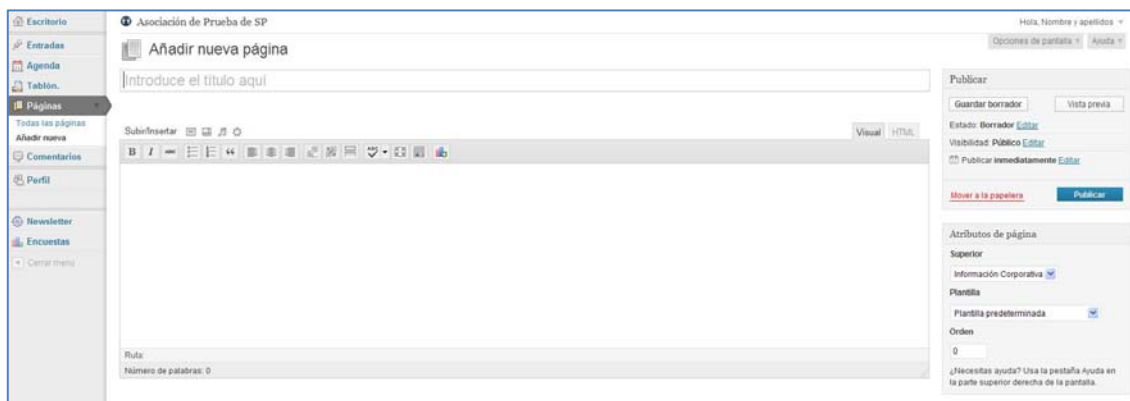 Escritorio
Entradas
Agenda
Tablón.
Páginas
Todas las páginas
Añadir nueva
Comentarios
Perfil
Newsletter
Encuestas
Cerrar menú
Asociación de Prueba de SP
Hola, Nombre y apellidos
Opciones de pantalla
Ayuda
Añadir nueva página
Introduce el título aquí
Subir/Insertar
Visual
HTML
B I ABC
ABC
Ruta:
Número de palabras: 0
Publicar
Guardar borrador
Vista previa
Estado: Borrador Editar
Visibilidad: Público Editar
Publicar inmediatamente Editar
Mover a la papelera
Publicar
Atributos de página
Superior
Información Corporativa
Plantilla
Plantilla predeterminada
Orden
0
¿Necesitas ayuda? Usa la pestaña Ayuda en
la parte superior derecha de la pantalla.